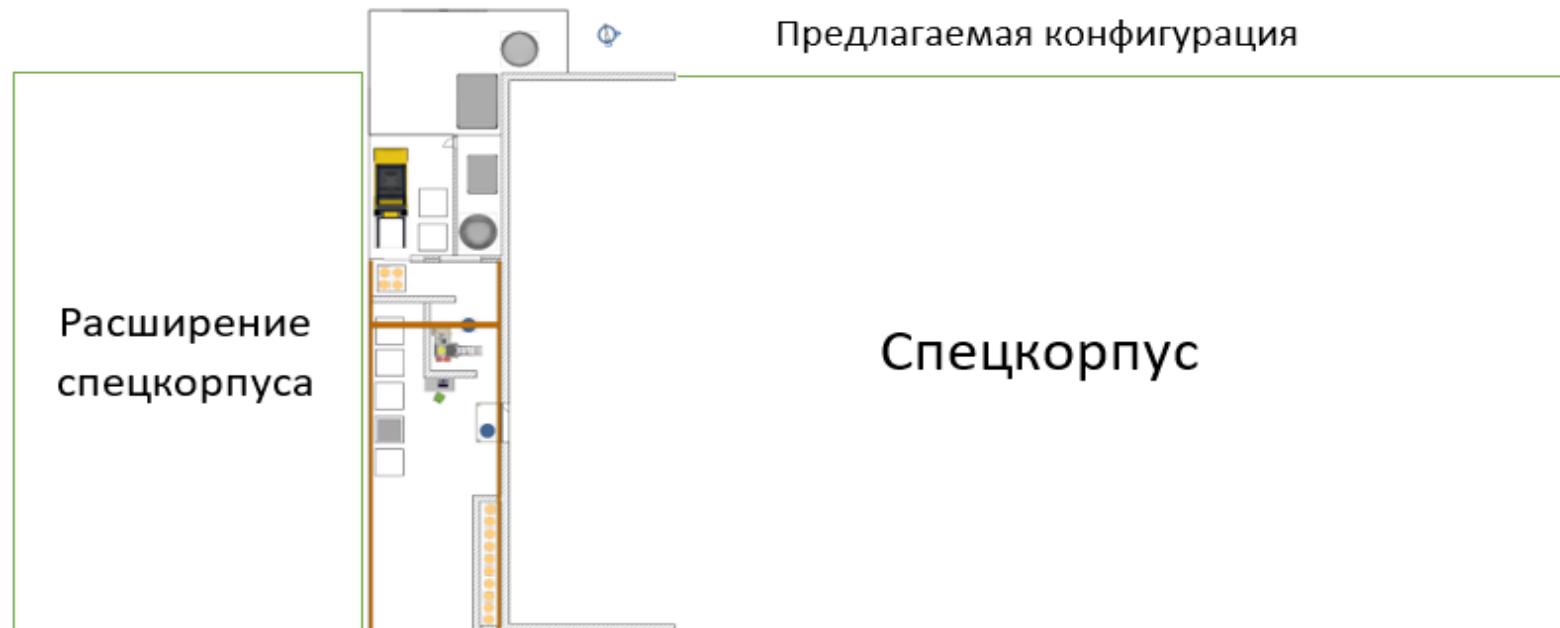 Предлагаемая конфигурация
Расширение
спецкорпуса
Спецкорпус